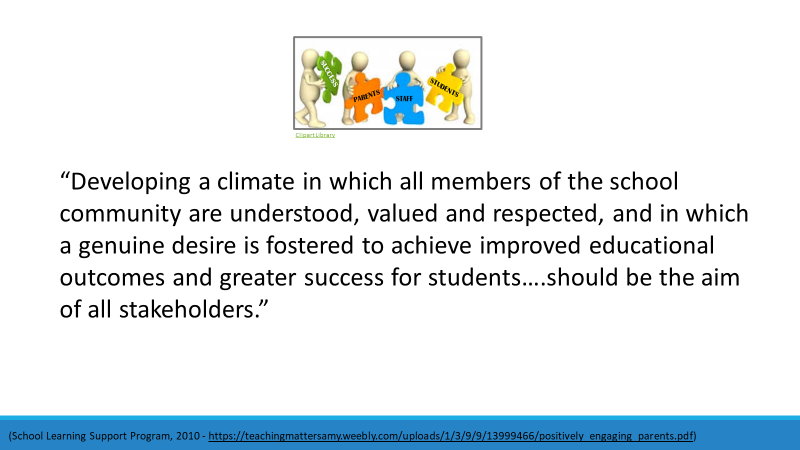 SUCCESS
PARENTS
STAFF
STUDENTS
ClipartLibrary
“Developing a climate in which all members of the school
community are understood, valued and respected, and in which
a genuine desire is fostered to achieve improved educational
outcomes and greater success for students….should be the aim
of all stakeholders.”
(School Learning Support Program, 2010 - https://teachingmattersamy.weebly.com/uploads/1/3/9/9/13999466/positively_engaging_parents.pdf)